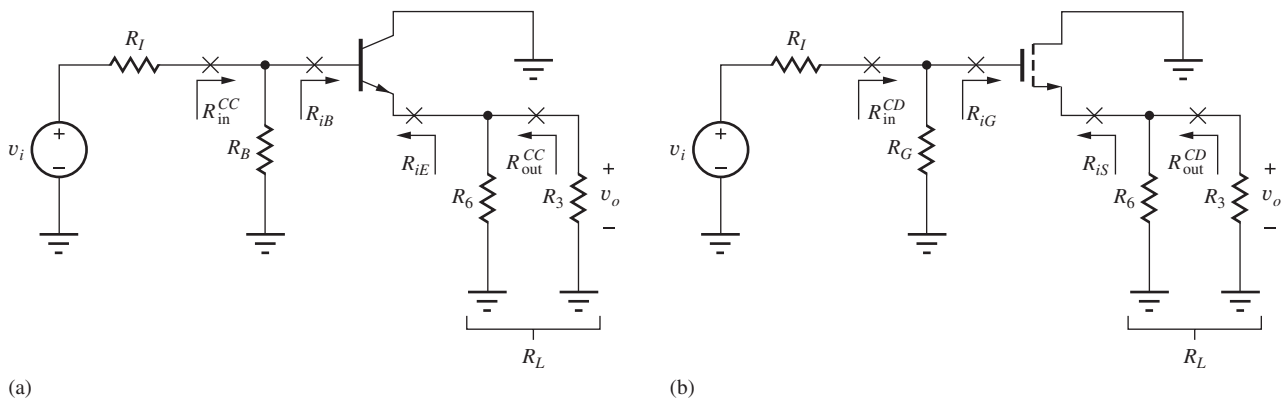 R_I
R_in^CC
R_iB
v_i
+
−
R_B
R_iE
R_out^CC
R_6
R_3
+
v_o
−
R_L
(a)
R_I
R_in^CD
R_iG
v_i
+
−
R_G
R_iS
R_out^CD
R_6
R_3
+
v_o
−
R_L
(b)